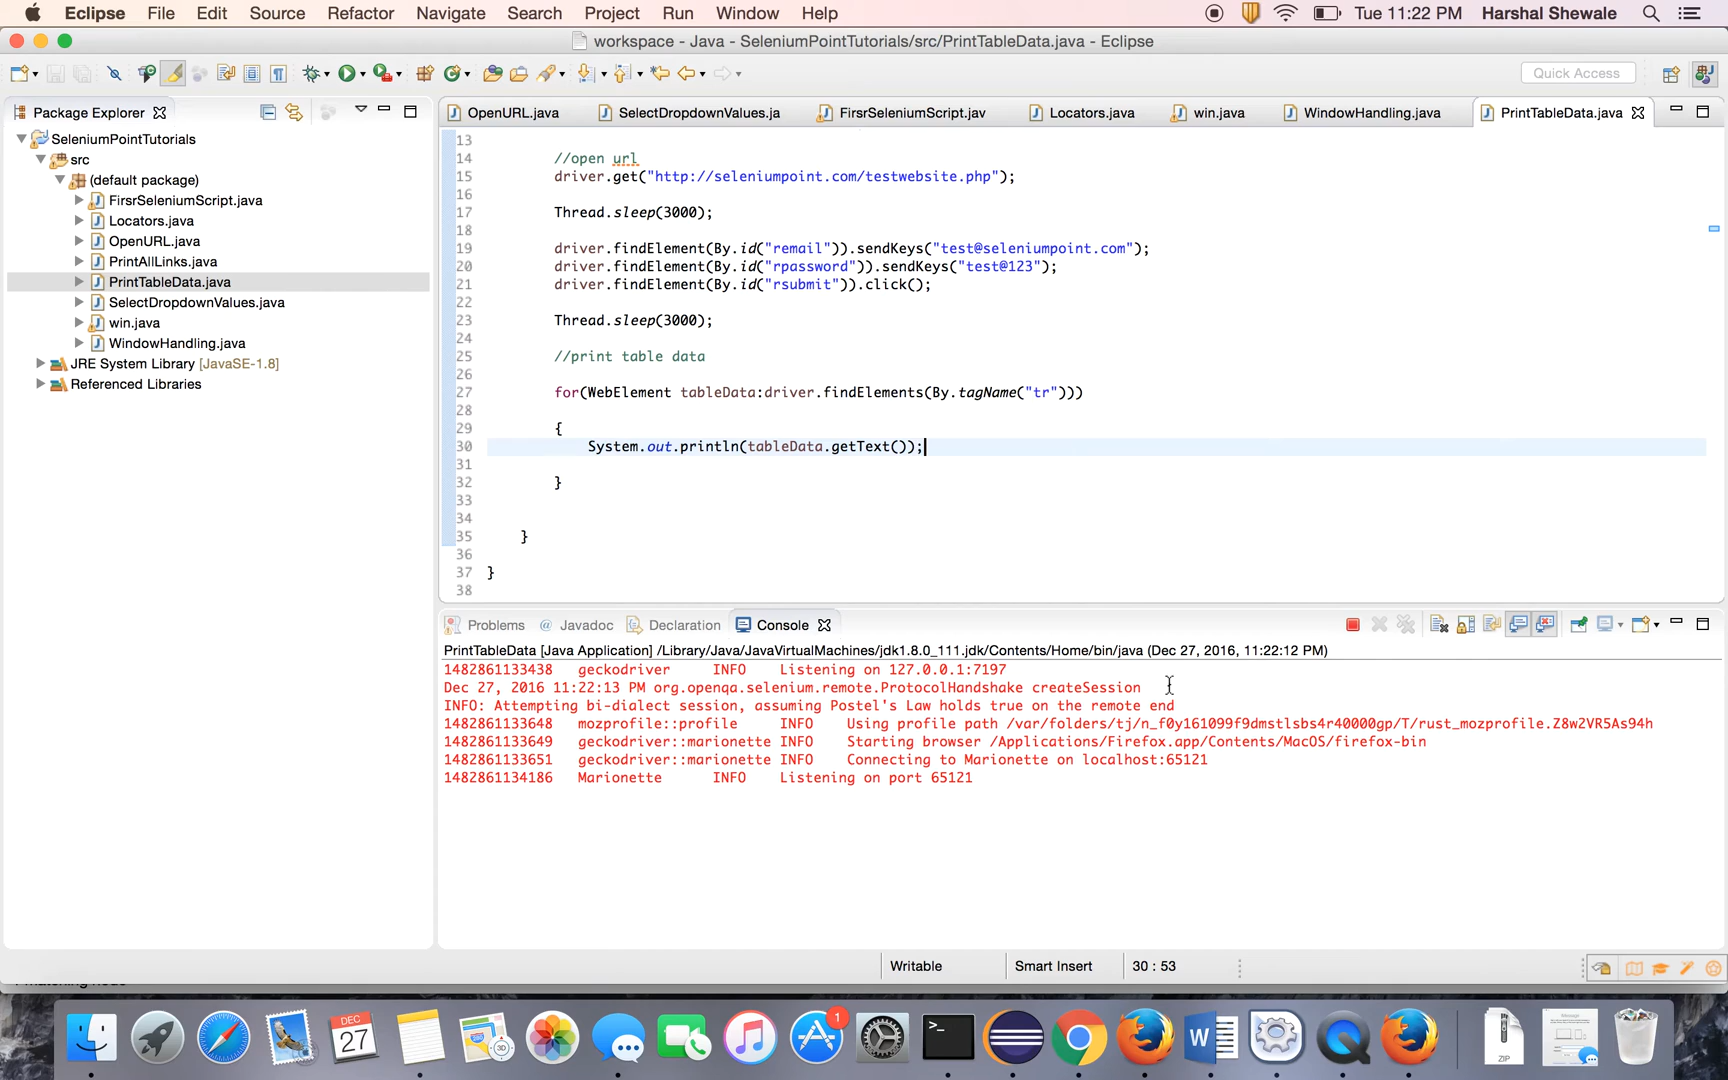 Eclipse File Edit Source Refactor Navigate Search Project Run Window Help Tue 11:22 PM Harshal Shewale
workspace - Java - SeleniumPointTutorials/src/PrintTableData.java - Eclipse
Quick Access
Package Explorer
SeleniumPointTutorials
src
(default package)
FirsrSeleniumScript.java
Locators.java
OpenURL.java
PrintAllLinks.java
PrintTableData.java
SelectDropdownValues.java
win.java
WindowHandling.java
JRE System Library [JavaSE-1.8]
Referenced Libraries
OpenURL.java SelectDropdownValues.ja FirsrSeleniumScript.jav Locators.java win.java WindowHandling.java PrintTableData.java
13
14 //open url
15 driver.get("http://seleniumpoint.com/testwebsite.php");
16
17 Thread.sleep(3000);
18
19 driver.findElement(By.id("remail")).sendKeys("test@seleniumpoint.com");
20 driver.findElement(By.id("rpassword")).sendKeys("test@123");
21 driver.findElement(By.id("rsubmit")).click();
22
23 Thread.sleep(3000);
24
25 //print table data
26
27 for(WebElement tableData:driver.findElements(By.tagName("tr")))
28
29 {
30 System.out.println(tableData.getText());
31
32 }
33
34
35 }
36
37 }
38
Problems @ Javadoc Declaration Console
PrintTableData [Java Application] /Library/Java/JavaVirtualMachines/jdk1.8.0_111.jdk/Contents/Home/bin/java (Dec 27, 2016, 11:22:12 PM)
1482861133438 geckodriver INFO Listening on 127.0.0.1:7197
Dec 27, 2016 11:22:13 PM org.openqa.selenium.remote.ProtocolHandshake createSession
INFO: Attempting bi-dialect session, assuming Postel's Law holds true on the remote end
1482861133648 mozprofile::profile INFO Using profile path /var/folders/tj/n_f0y161099f9dmstlsbs4r40000gp/T/rust_mozprofile.Z8w2VR5As94h
1482861133649 geckodriver::marionette INFO Starting browser /Applications/Firefox.app/Contents/MacOS/firefox-bin
1482861133651 geckodriver::marionette INFO Connecting to Marionette on localhost:65121
1482861134186 Marionette INFO Listening on port 65121
Writable Smart Insert 30 : 53
DEC
27
1
ZIP